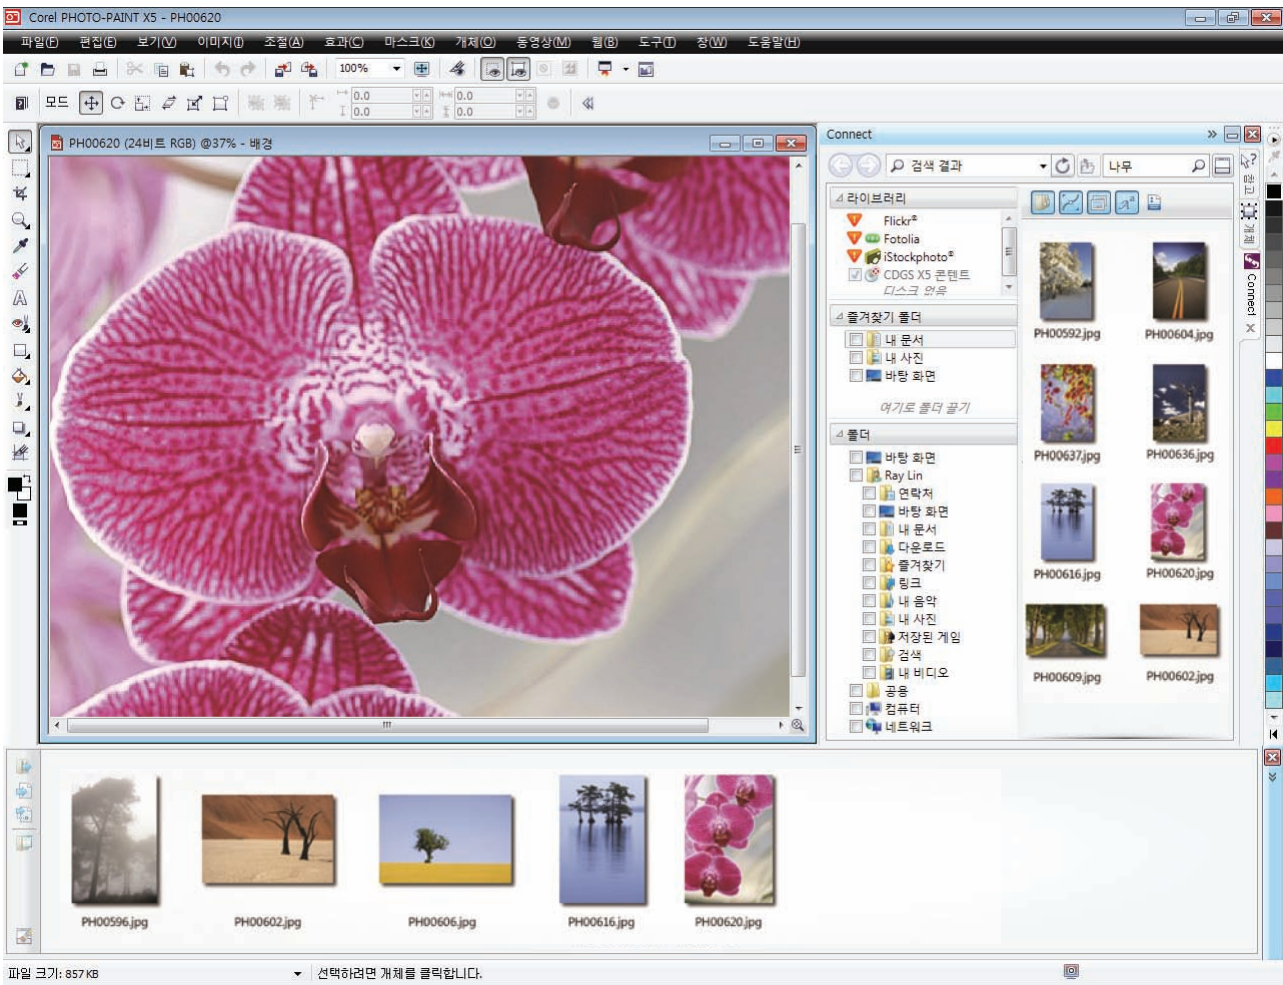 Corel PHOTO-PAINT X5 - PH00620
파일(F) 편집(E) 보기(V) 이미지(I) 조절(A) 효과(C) 마스크(K) 개체(O) 동영상(M) 웹(B) 도구(T) 창(W) 도움말(H)
100%
모드 0.0 0.0
0.0 0.0
PH00620 (24비트 RGB) @37% - 배경
Connect
검색 결과 나무
라이브러리
Flickr®
Fotolia
iStockphoto®
CDGS X5 콘텐트
디스크 없음
즐겨찾기 폴더
내 문서
내 사진
바탕 화면
여기로 폴더 끌기
폴더
바탕 화면
Ray Lin
연락처
바탕 화면
내 문서
다운로드
즐겨찾기
링크
내 음악
내 사진
저장된 게임
검색
내 비디오
공용
컴퓨터
네트워크
PH00592.jpg PH00604.jpg
PH00637.jpg PH00636.jpg
PH00616.jpg PH00620.jpg
PH00609.jpg PH00602.jpg
참고
개체
Connect
PH00596.jpg PH00602.jpg PH00606.jpg PH00616.jpg PH00620.jpg
파일 크기: 857 KB 선택하려면 개체를 클릭합니다.